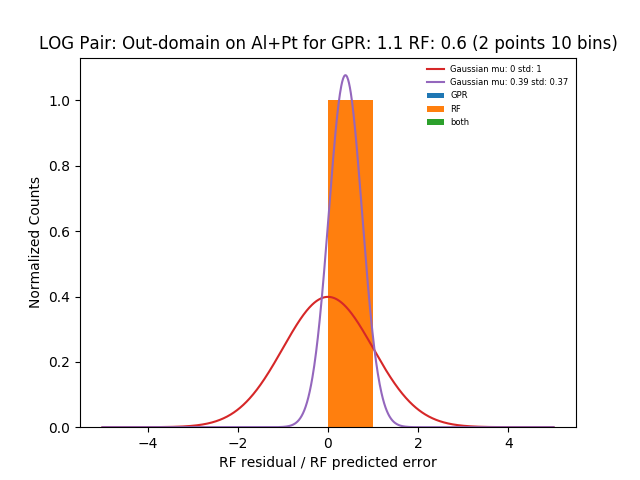 LOG Pair: Out-domain on Al+Pt for GPR: 1.1 RF: 0.6 (2 points 10 bins)
Gaussian mu: 0 std: 1
Gaussian mu: 0.39 std: 0.37
GPR
RF
both
Normalized Counts
1.0
0.8
0.6
0.4
0.2
0.0
−4
−2
0
2
4
RF residual / RF predicted error